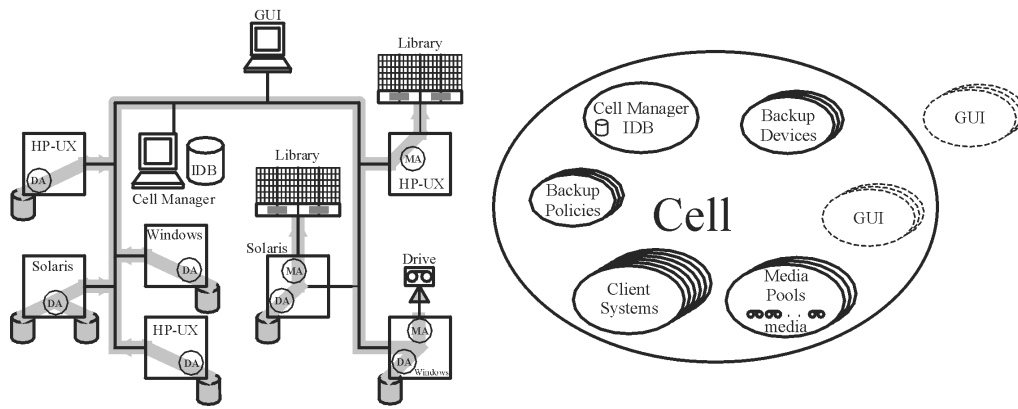 GUI
Library
HP-UX
DA
IDB
Cell Manager
MA
HP-UX
Library
Windows
DA
Solaris
DA
Solaris
MA
DA
Drive
HP-UX
DA
MA
DA
Windows
Cell Manager
IDB
Backup
Devices
GUI
Backup
Policies
Cell
GUI
Client
Systems
Media
Pools
media